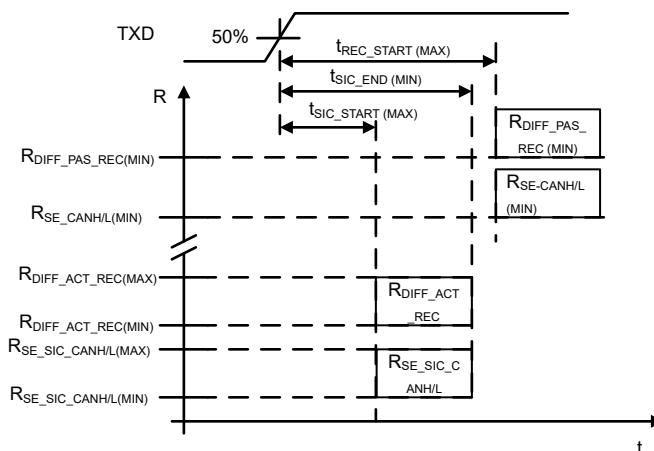 TXD
50%
tREC_START (MAX)
tSIC_END (MIN)
tSIC_START (MAX)
R
RDIFF_PAS_
REC (MIN)
RDIFF_PAS_REC(MIN)
RSE-CANH/L
(MIN)
RSE_CANH/L(MIN)
RDIFF_ACT_REC(MAX)
RDIFF_ACT
_REC
RDIFF_ACT_REC(MIN)
RSE_SIC_CANH/L(MAX)
RSE_SIC_C
ANH/L
RSE_SIC_CANH/L(MIN)
t